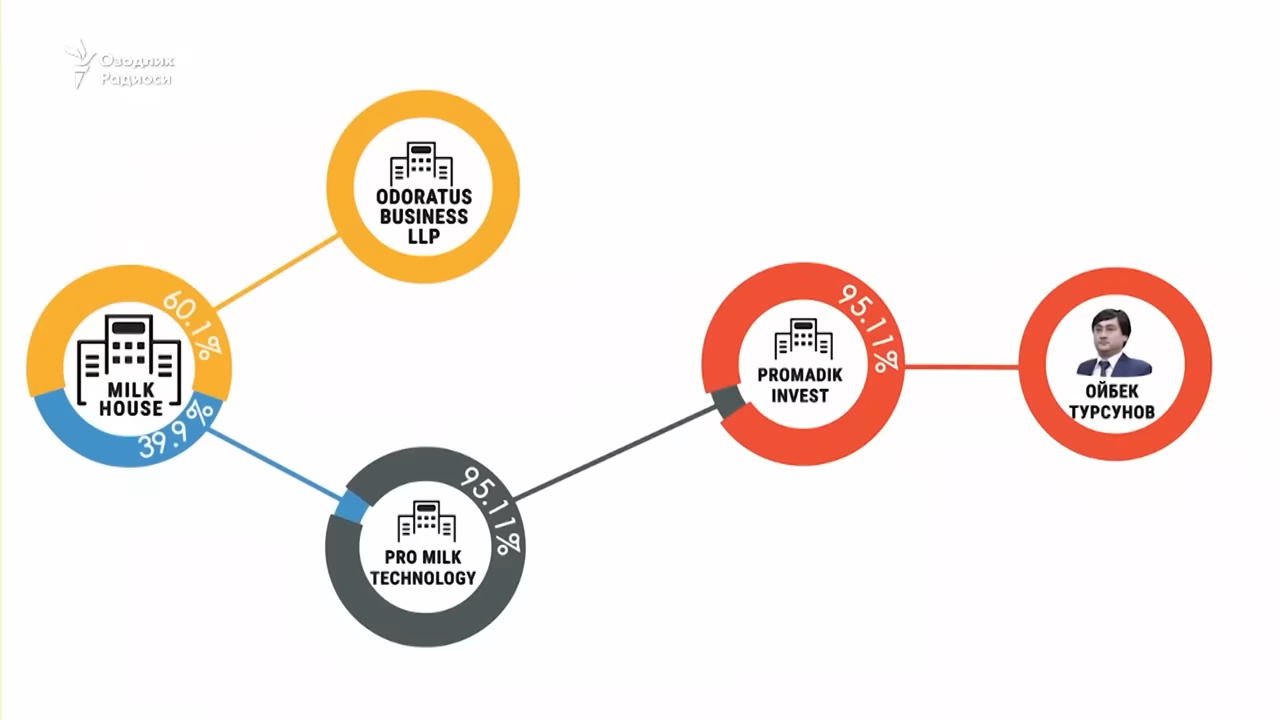 Озодлик
Радиоси
ODORATUS
BUSINESS
LLP
60.1%
MILK
HOUSE
39.9%
95.11%
PRO MILK
TECHNOLOGY
95.11%
PROMADIK
INVEST
ОЙБЕК
ТУРСУНОВ